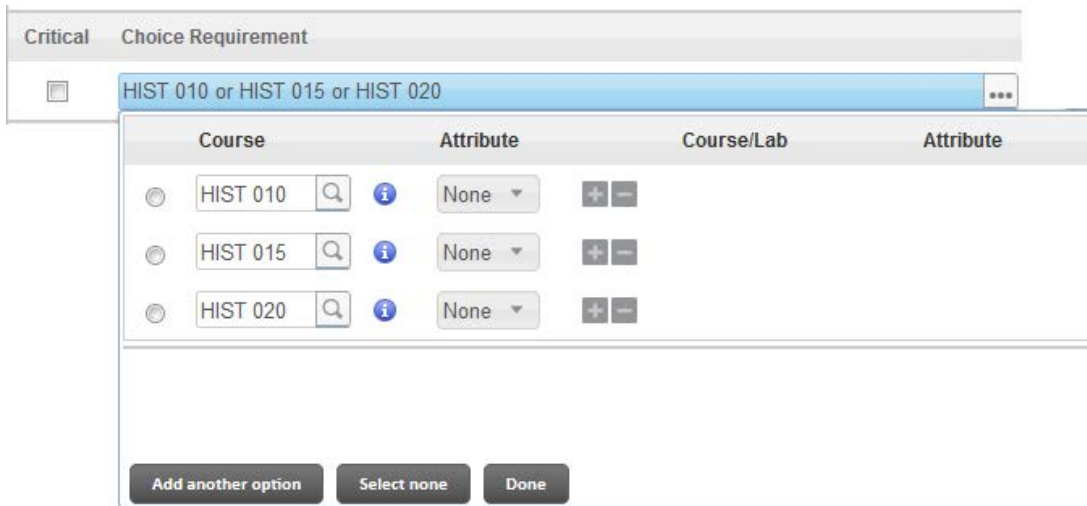 Critical Choice Requirement
HIST 010 or HIST 015 or HIST 020
Course Attribute Course/Lab Attribute
HIST 010 None
HIST 015 None
HIST 020 None
Add another option Select none Done